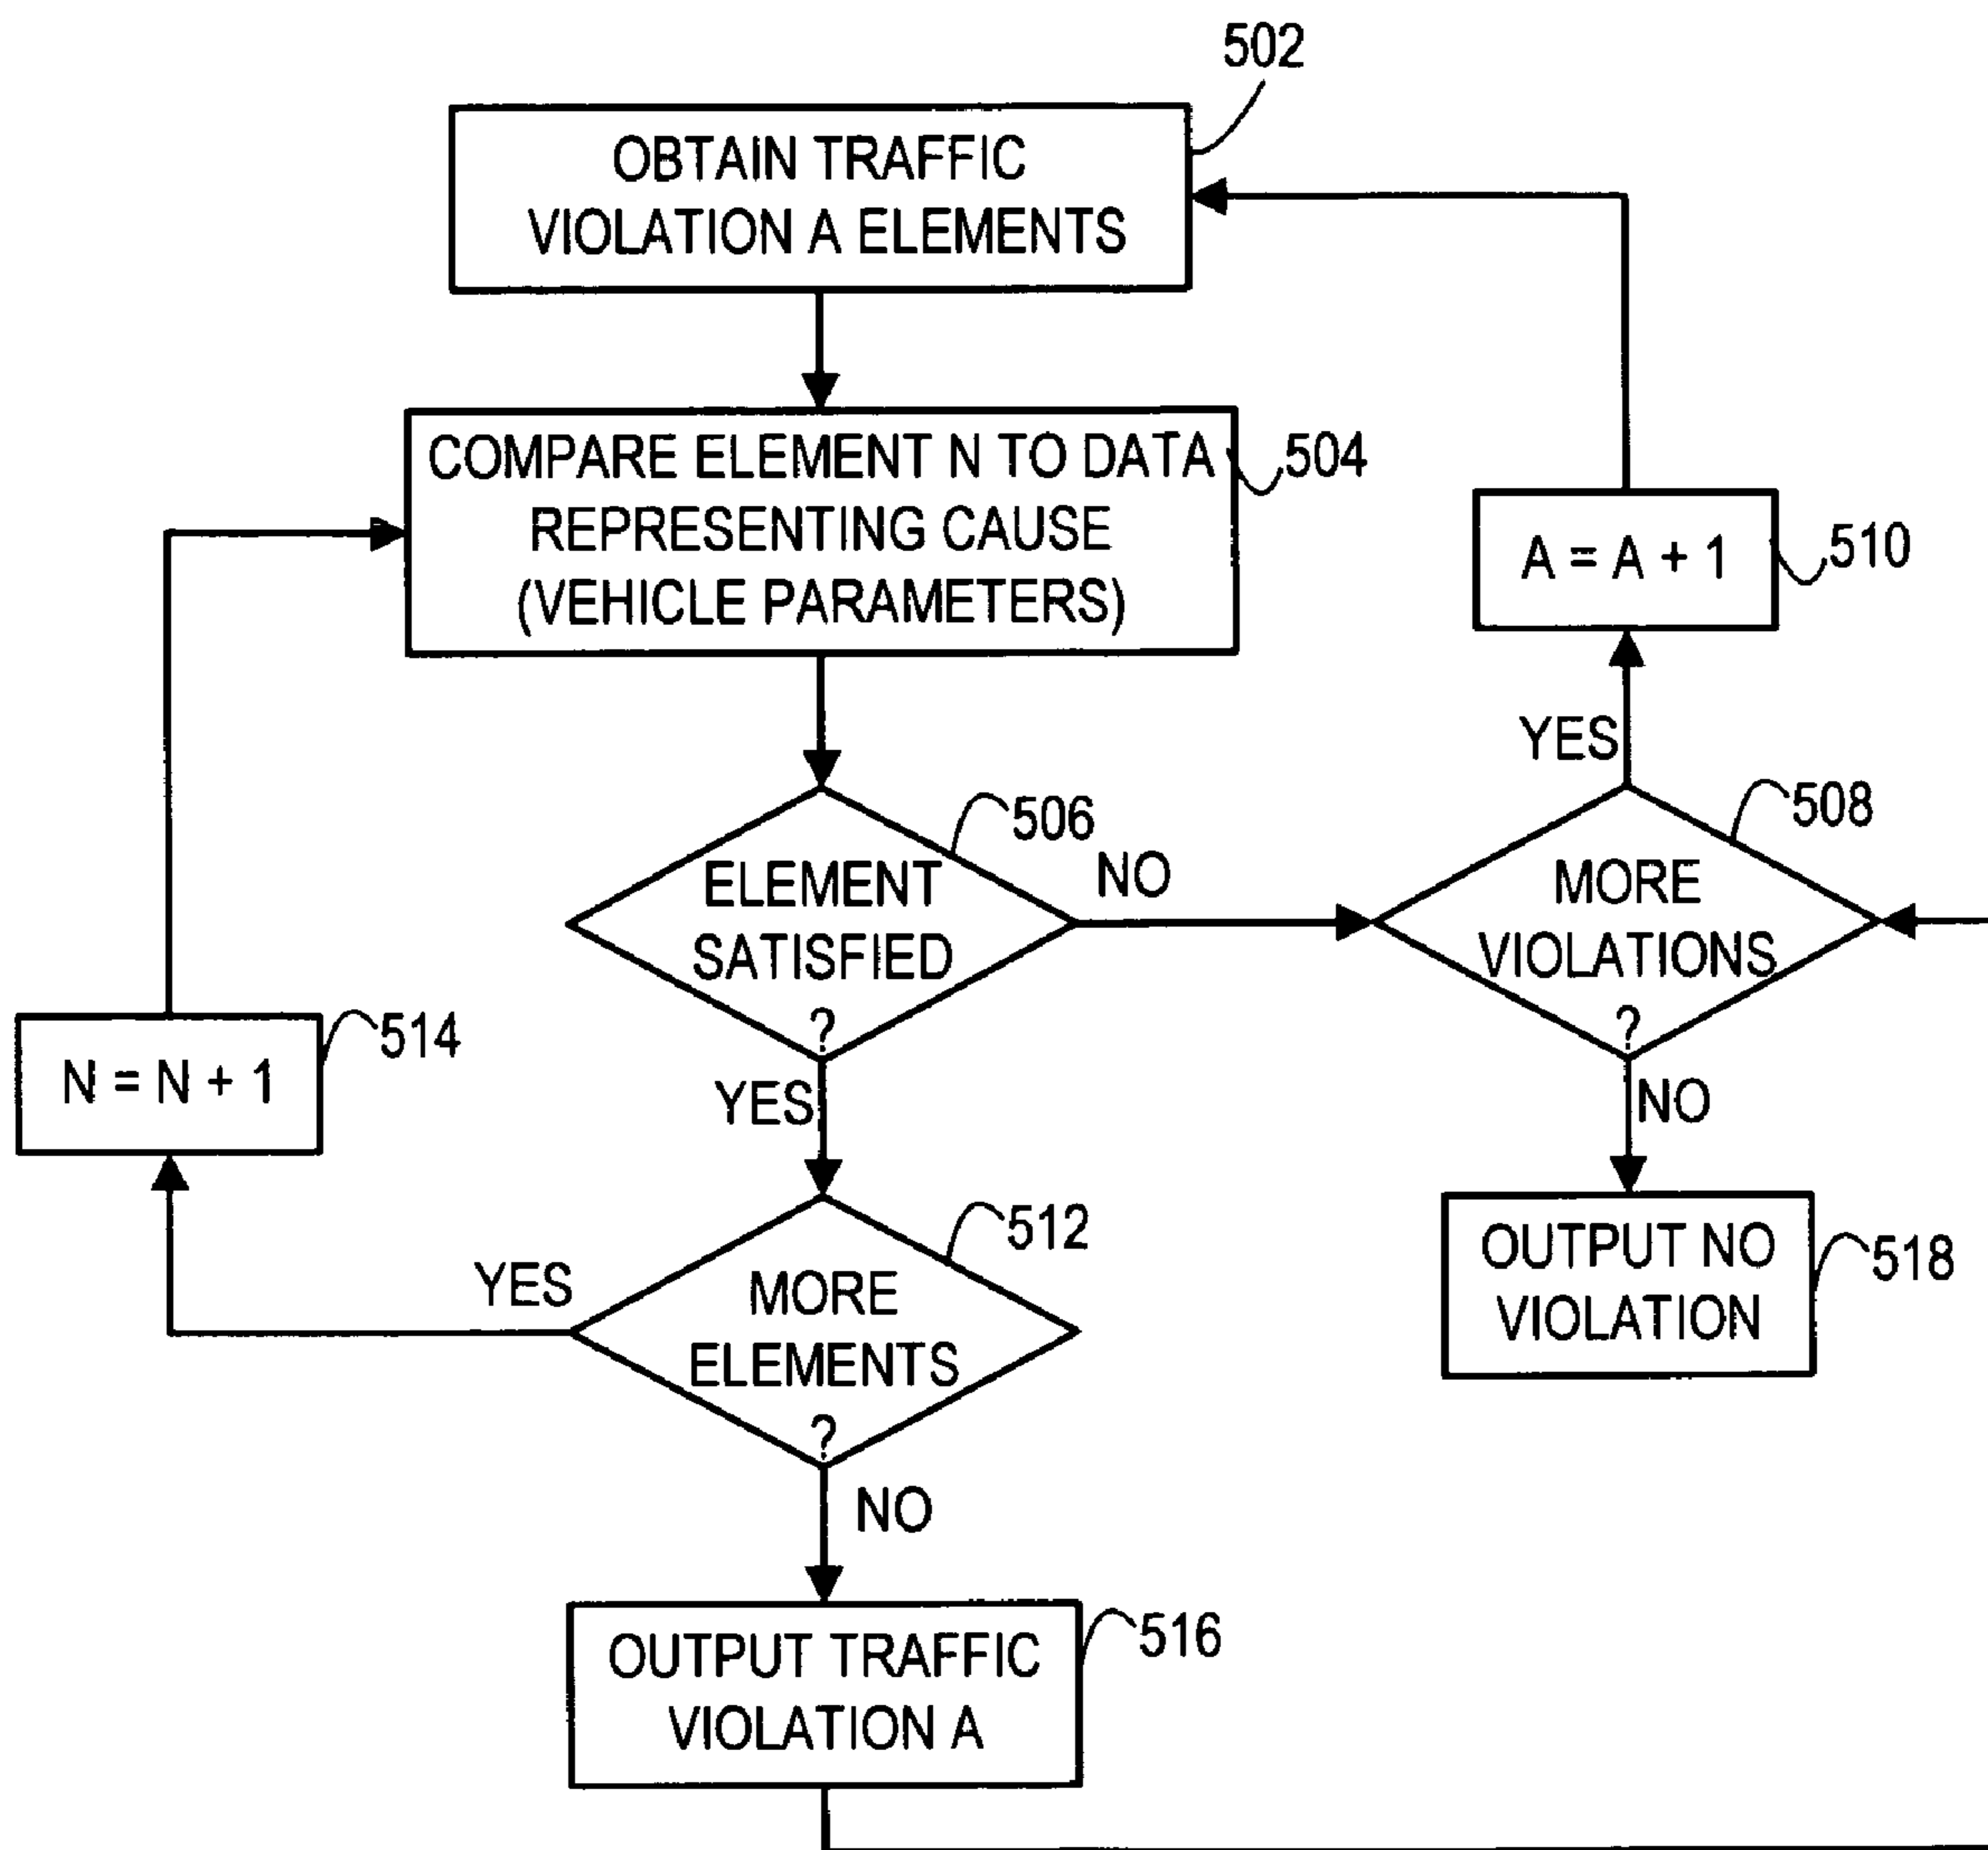 502
OBTAIN TRAFFIC
VIOLATION A ELEMENTS
COMPARE ELEMENT N TO DATA
REPRESENTING CAUSE
(VEHICLE PARAMETERS)
504
A = A + 1
510
YES
506
ELEMENT
SATISFIED
?
NO
508
MORE
VIOLATIONS
?
N = N + 1
514
YES
NO
512
MORE
ELEMENTS
?
YES
OUTPUT NO
VIOLATION
518
NO
OUTPUT TRAFFIC
VIOLATION A
516